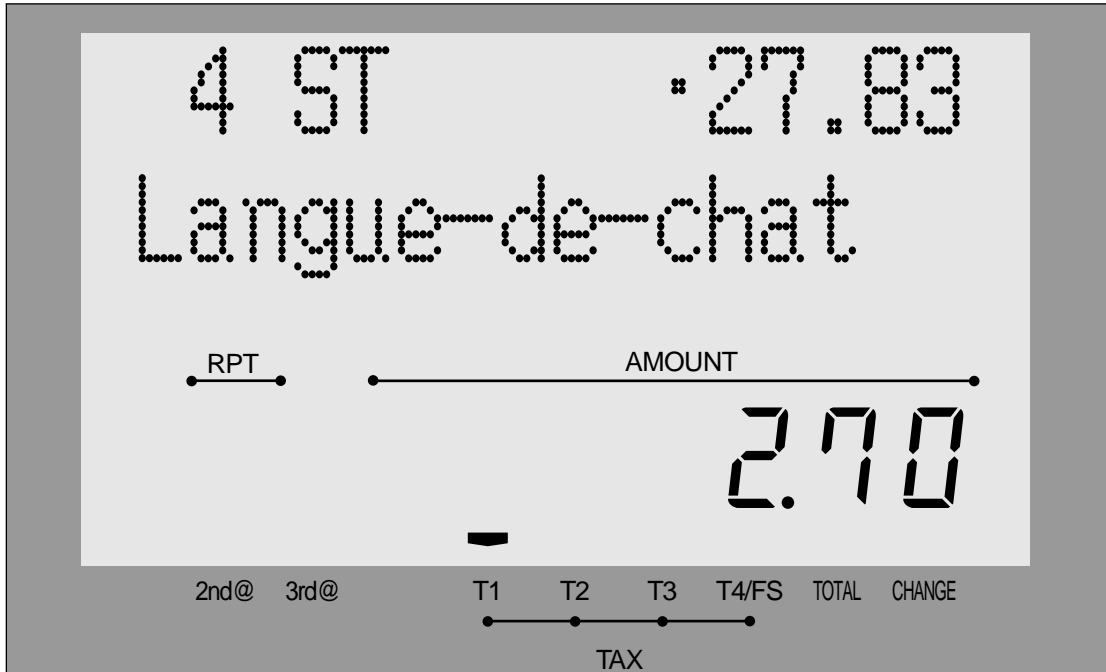 4 ST ·27.83
Langue-de-chat
RPT AMOUNT
2.70
2nd@ 3rd@ T1 T2 T3 T4/FS TOTAL CHANGE
TAX